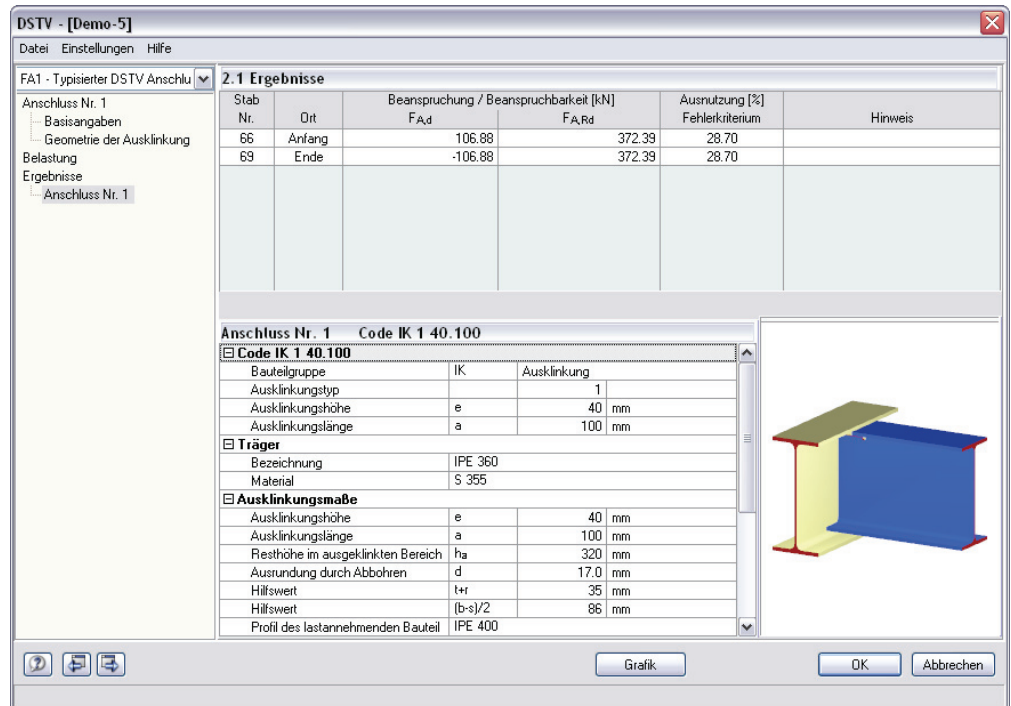 DSTV - [Demo-5]
Datei Einstellungen Hilfe
FA1 - Typisierter DSTV Anschlu
Anschluss Nr. 1
Basisangaben
Geometrie der Ausklinkung
Belastung
Ergebnisse
Anschluss Nr. 1
2.1 Ergebnisse
Stab Beanspruchung / Beanspruchbarkeit [kN] Ausnutzung [%]
Nr. Ort FA,d FA,Rd Fehlerkriterium Hinweis
66 Anfang 106.88 372.39 28.70
69 Ende -106.88 372.39 28.70
Anschluss Nr. 1 Code IK 1 40.100
Code IK 1 40.100
Bauteilgruppe IK Ausklinkung
Ausklinkungstyp 1
Ausklinkungshöhe e 40 mm
Ausklinkungslänge a 100 mm
Träger
Bezeichnung IPE 360
Material S 355
Ausklinkungsmaße
Ausklinkungshöhe e 40 mm
Ausklinkungslänge a 100 mm
Resthöhe im ausgeklinkten Bereich ha 320 mm
Ausrundung durch Abbohren d 17.0 mm
Hilfswert t+r 35 mm
Hilfswert (b-s)/2 86 mm
Profil des lastannehmenden Bauteil IPE 400
Grafik OK Abbrechen